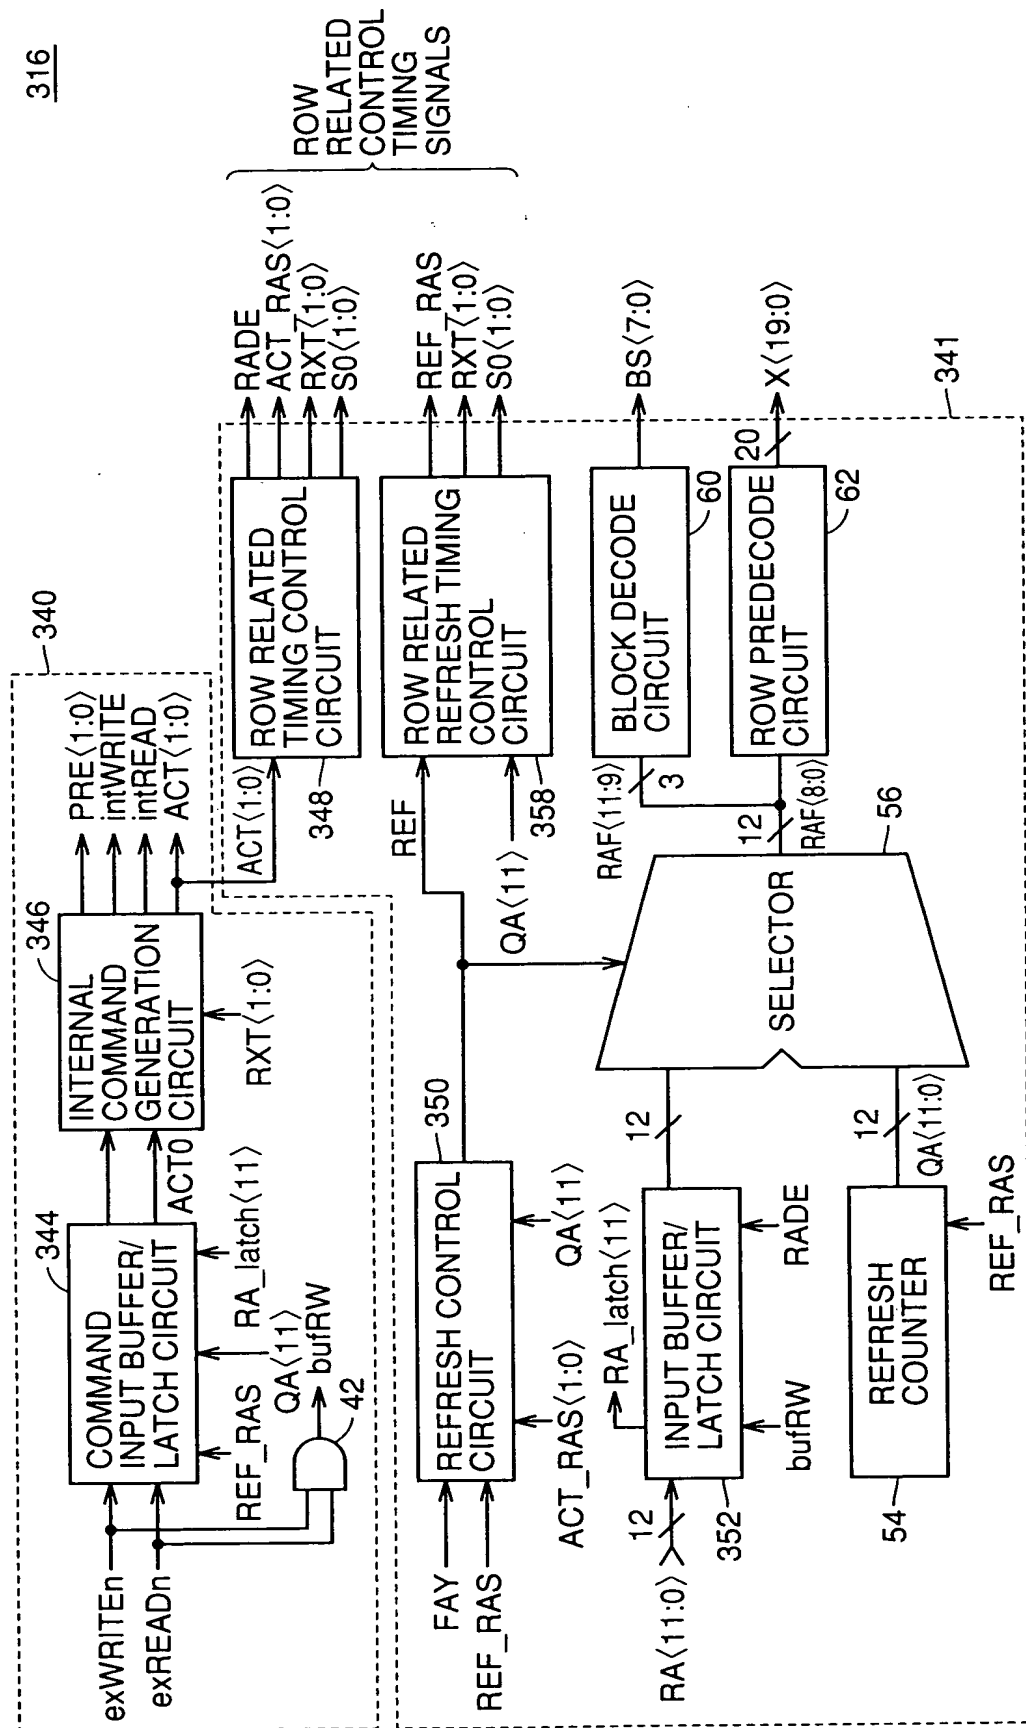 316
340
exWRITEn
exREADn
344
COMMAND
INPUT BUFFER/
LATCH CIRCUIT
REF_RAS
QA⟨11⟩
RA_latch⟨11⟩
bufRW
42
ACT0
346
INTERNAL
COMMAND
GENERATION
CIRCUIT
RXT⟨1:0⟩
PRE⟨1:0⟩
intWRITE
intREAD
ACT⟨1:0⟩
ACT⟨1:0⟩
ROW RELATED
TIMING CONTROL
CIRCUIT
348
RADE
ACT_RAS⟨1:0⟩
RXT⟨1:0⟩
S0⟨1:0⟩
ROW
RELATED
CONTROL
TIMING
SIGNALS
FAY
REF_RAS
350
REFRESH CONTROL
CIRCUIT
ACT_RAS⟨1:0⟩
QA⟨11⟩
REF
QA⟨11⟩
ROW RELATED
REFRESH TIMING
CONTROL
CIRCUIT
358
REF_RAS
RXT⟨1:0⟩
S0⟨1:0⟩
RA⟨11:0⟩
12
RA_latch⟨11⟩
INPUT BUFFER/
LATCH CIRCUIT
352
bufRW
RADE
12
REFRESH
COUNTER
54
REF_RAS
12
QA⟨11:0⟩
SELECTOR
56
12
RAF⟨8:0⟩
RAF⟨11:9⟩
3
BLOCK DECODE
CIRCUIT
60
BS⟨7:0⟩
ROW PREDECODE
CIRCUIT
62
20
X⟨19:0⟩
341